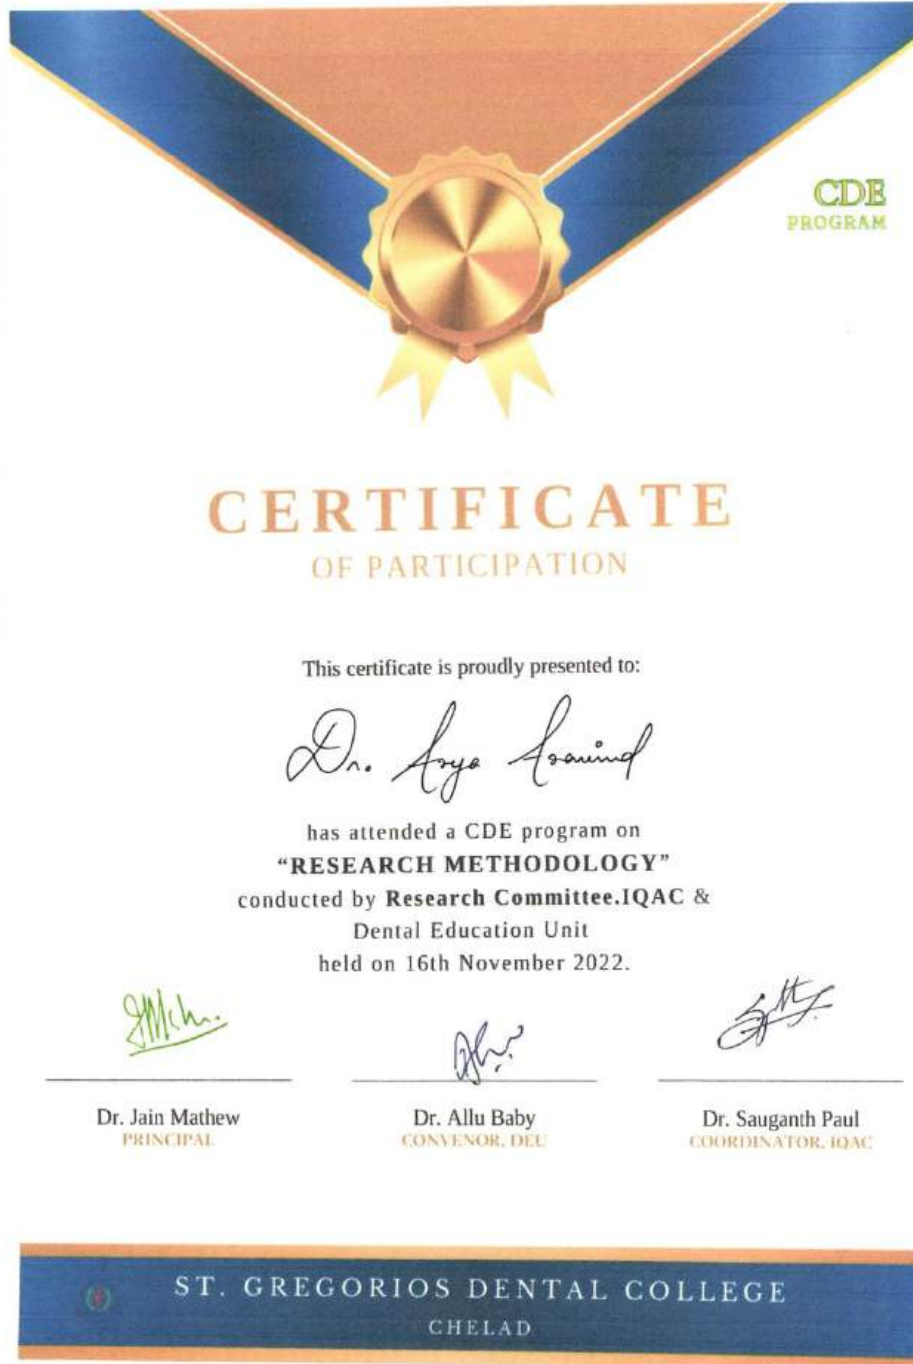 CDE
PROGRAM
CERTIFICATE
OF PARTICIPATION
This certificate is proudly presented to:
Dr. Arya Aravind
has attended a CDE program on
“RESEARCH METHODOLOGY”
conducted by Research Committee.IQAC &
Dental Education Unit
held on 16th November 2022.
Dr. Jain Mathew
PRINCIPAL
Dr. Allu Baby
CONVENOR, DEU
Dr. Sauganth Paul
COORDINATOR, IQAC
ST. GREGORIOS DENTAL COLLEGE
CHELAD